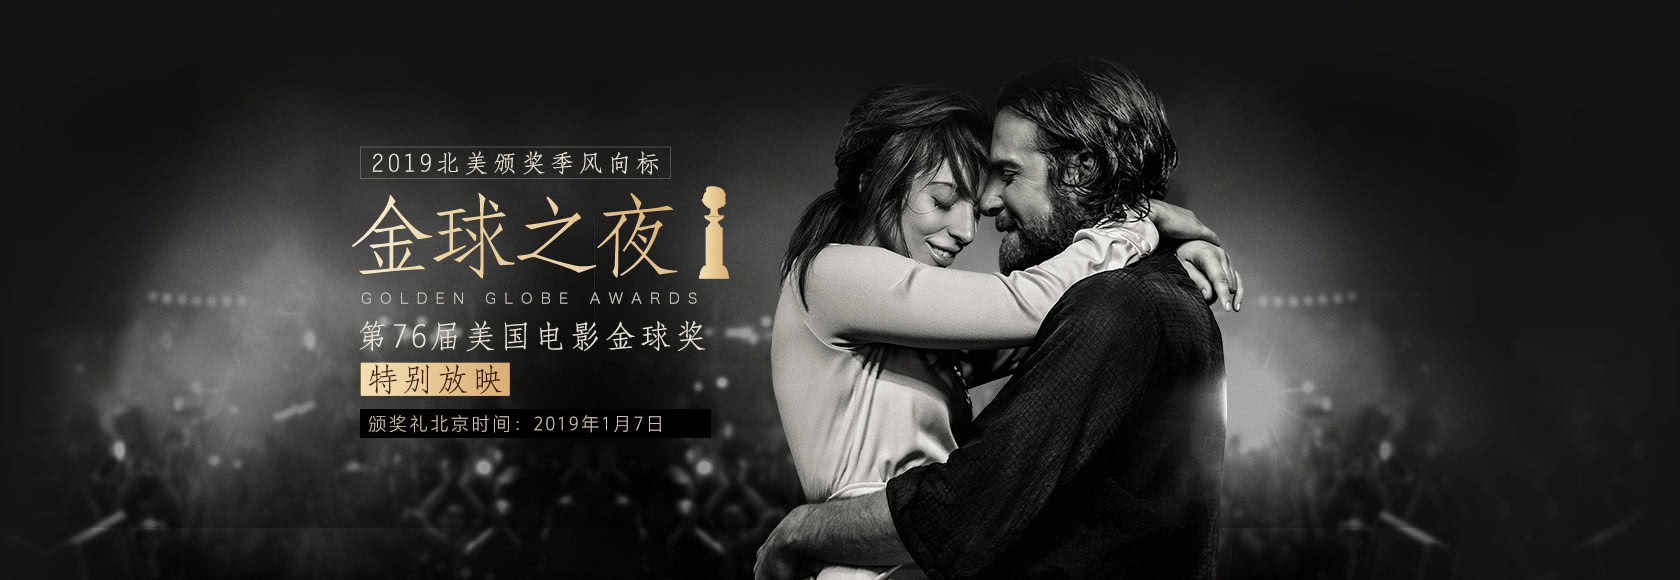 2019北美颁奖季风向标
金球之夜
GOLDEN GLOBE AWARDS
第76届美国电影金球奖
特别放映
颁奖礼北京时间：2019年1月7日